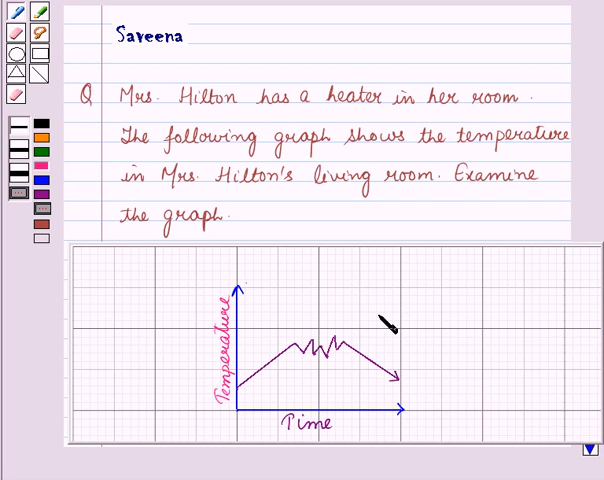 Saveena
Q Mrs. Hilton has a heater in her room.
The following graph shows the temperature
in Mrs. Hilton's living room. Examine
the graph.
Temperature
Time